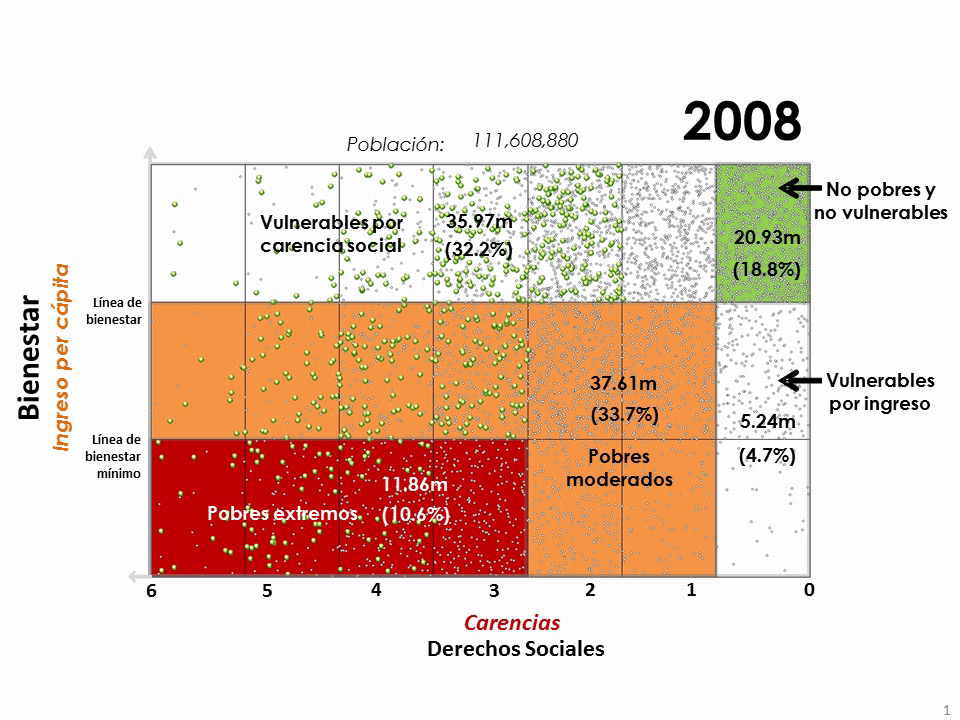 2008
Población: 111,608,880
Bienestar
Ingreso per cápita
Vulnerables por
carencia social
35.97m
(32.2%)
20.93m
(18.8%)
No pobres y
no vulnerables
Línea de
bienestar
37.61m
(33.7%)
Pobres
moderados
5.24m
(4.7%)
Vulnerables
por ingreso
Línea de
bienestar
mínimo
Pobres extremos
11.86m
(10.6%)
6 5 4 3 2 1 0
Carencias
Derechos Sociales
1